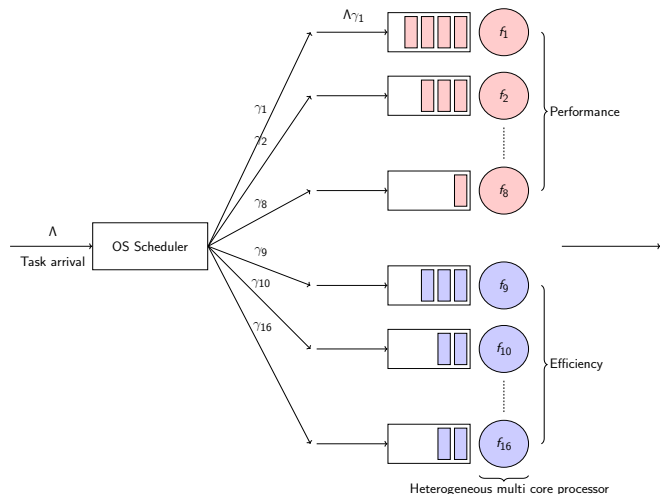 Λγ₁
f₁
γ₁
f₂
Performance
γ₂
f₈
γ₈
Λ
OS Scheduler
Task arrival
γ₉
f₉
γ₁₀
γ₁₆
f₁₀
Efficiency
f₁₆
Heterogeneous multi core processor